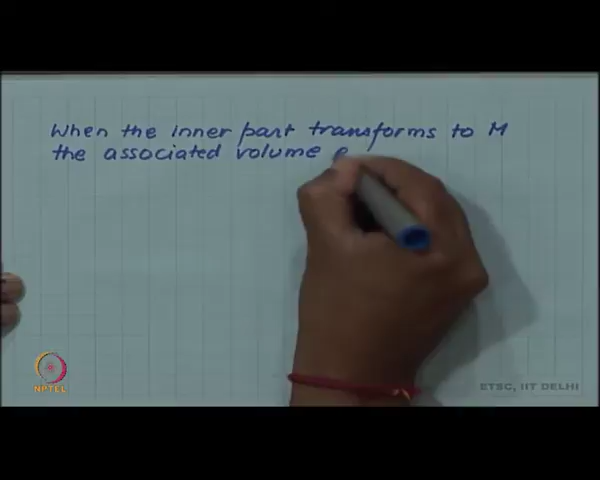 When the inner part transforms to M
the associated volume e
NPTEL
ETSC, IIT DELHI